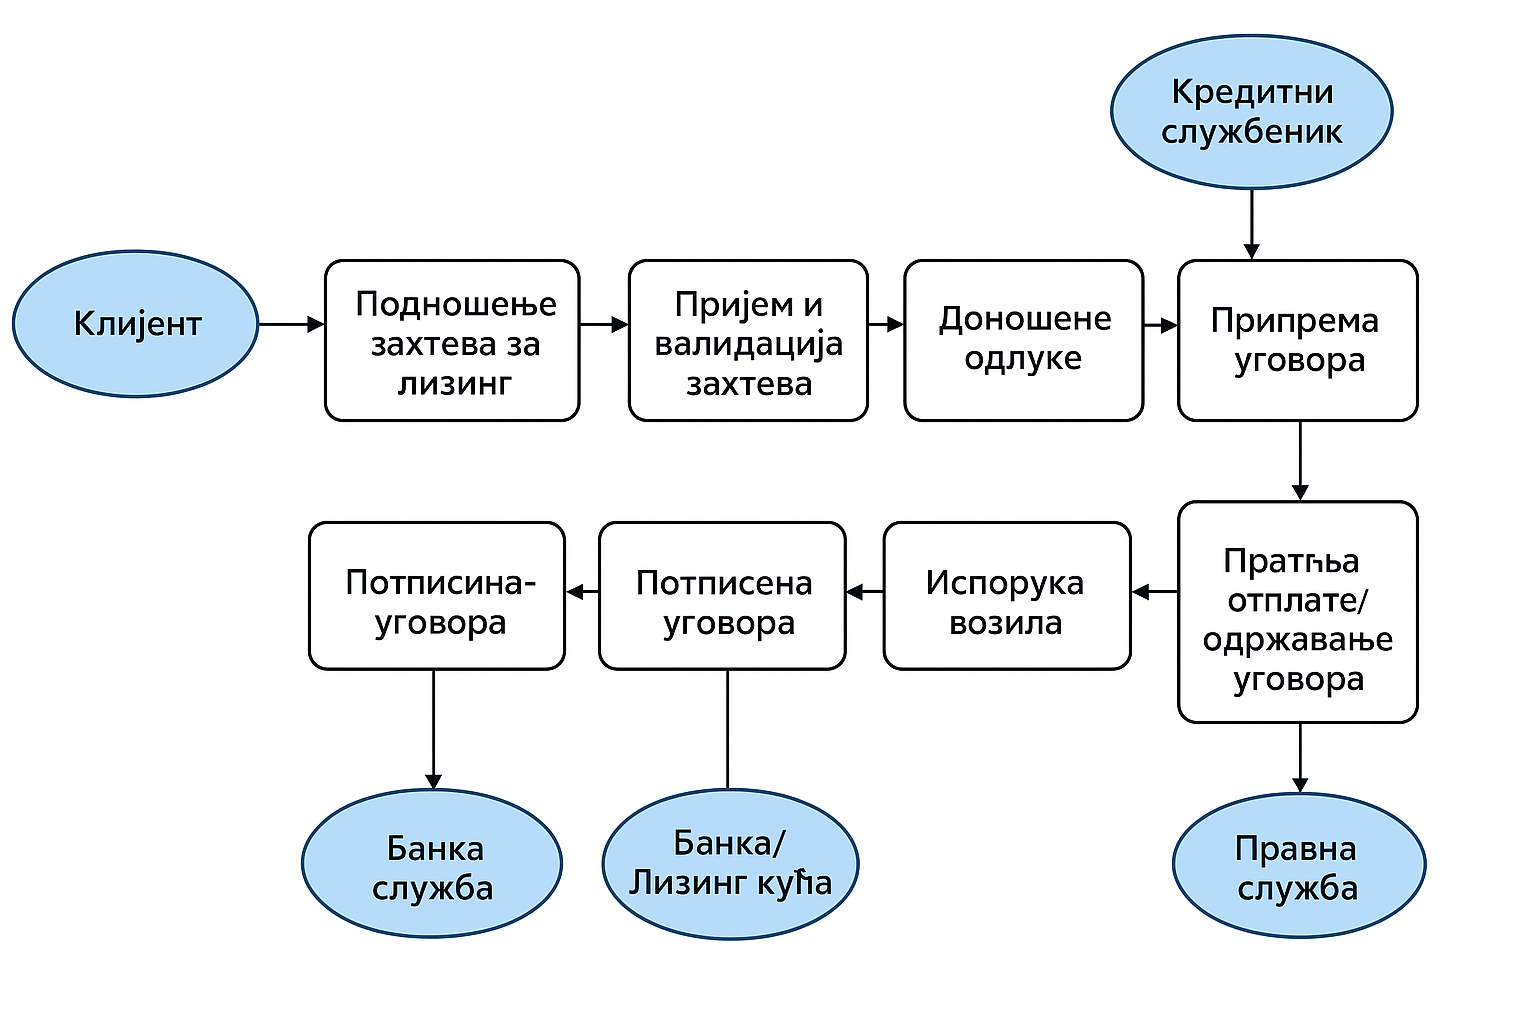 Кредитни
службеник
Клијент
Подношење
захтева за
лизинг
Пријем и
валидација
захтева
Доношене
одлуке
Припрема
уговора
Потписина-
уговора
Потписена
уговора
Испорука
возила
Пратња
отплате/
одржавање
уговора
Банка
служба
Банка/
Лизинг кућа
Правна
служба